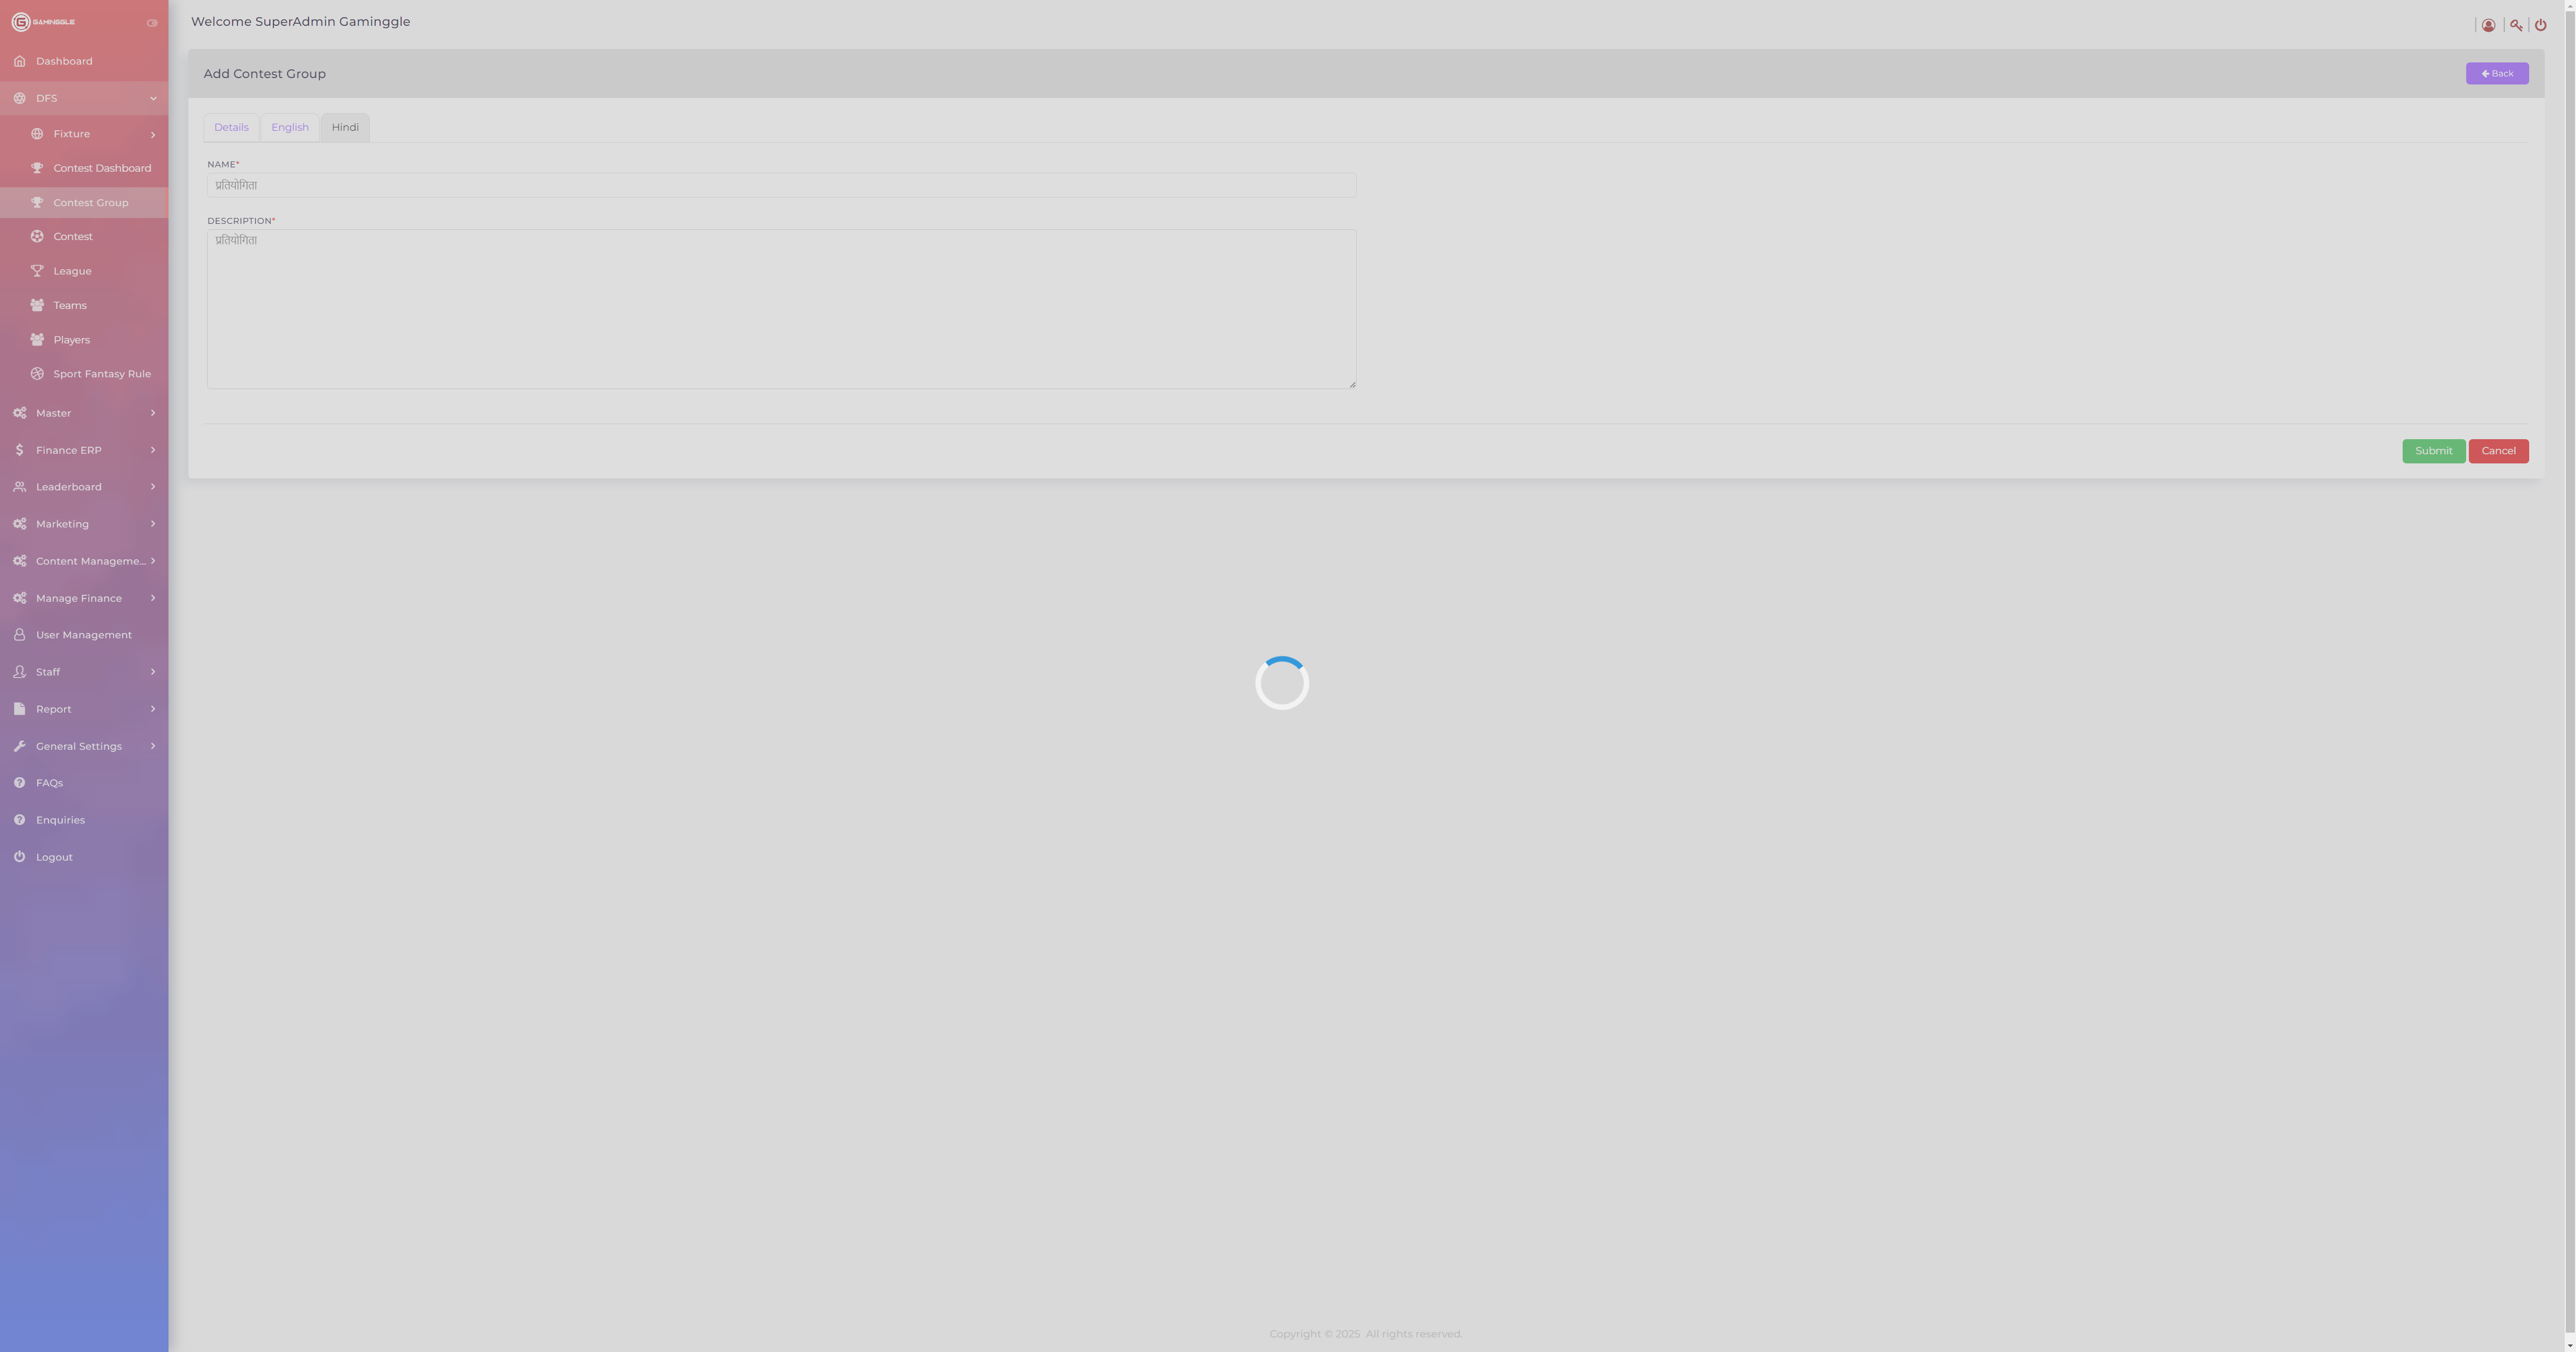 GAMINGGLE
Welcome SuperAdmin Gaminggle
Dashboard
DFS
Fixture
Contest Dashboard
Contest Group
Contest
League
Teams
Players
Sport Fantasy Rule
Master
Finance ERP
Leaderboard
Marketing
Content Manageme...
Manage Finance
User Management
Staff
Report
General Settings
FAQs
Enquiries
Logout
Add Contest Group
Back
Details English Hindi
NAME*
प्रतियोगिता
DESCRIPTION*
प्रतियोगिता
Submit Cancel
Copyright © 2025 All rights reserved.